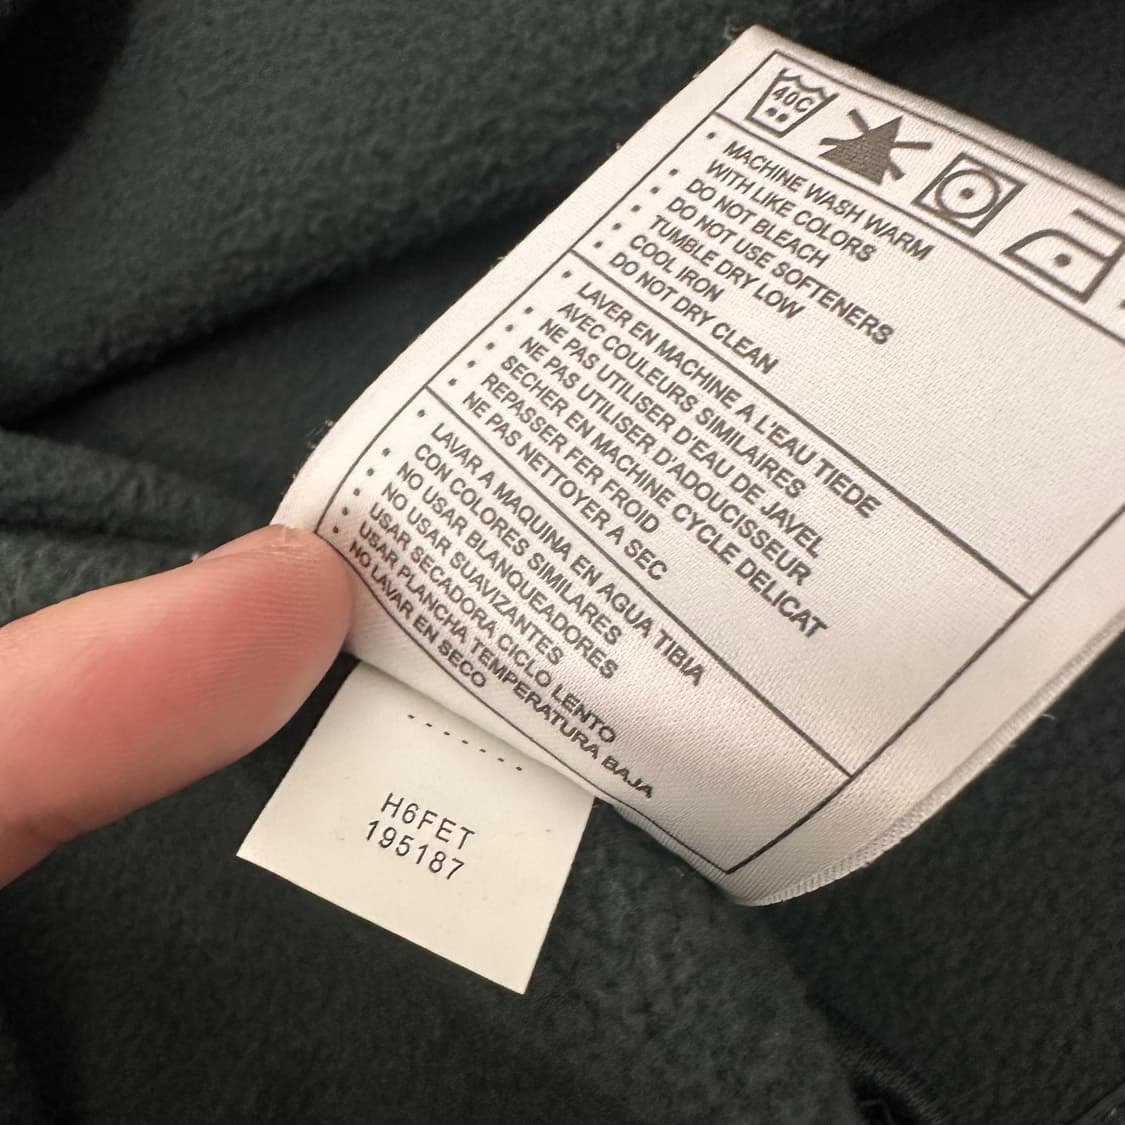 40C
• MACHINE WASH WARM
WITH LIKE COLORS
• DO NOT BLEACH
• DO NOT USE SOFTENERS
• TUMBLE DRY LOW
• COOL IRON
• DO NOT DRY CLEAN
• LAVER EN MACHINE A L'EAU TIEDE
AVEC COULEURS SIMILAIRES
• NE PAS UTILISER D'EAU DE JAVEL
• NE PAS UTILISER D'ADOUCISSEUR
• SECHER EN MACHINE CYCLE DELICAT
• REPASSER FER FROID
• NE PAS NETTOYER A SEC
• LAVAR A MAQUINA EN AGUA TIBIA
CON COLORES SIMILARES
• NO USAR BLANQUEADORES
• NO USAR SUAVIZANTES
• USAR SECADORA CICLO LENTO
• USAR PLANCHA TEMPERATURA BAJA
• NO LAVAR EN SECO
H6FET
195187